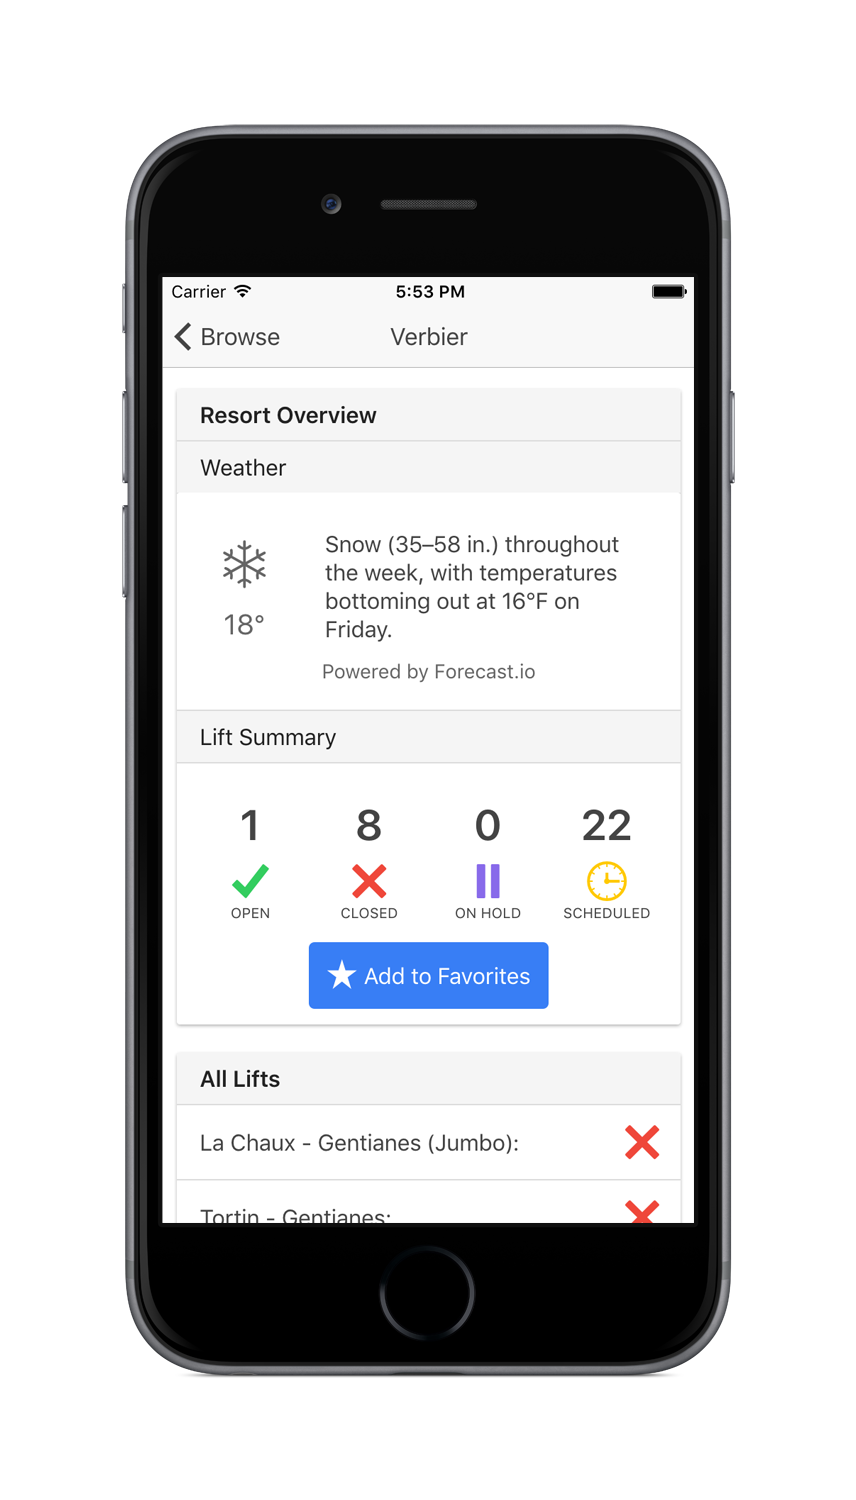 Carrier 5:53 PM
Browse Verbier
Resort Overview
Weather
Snow (35–58 in.) throughout
the week, with temperatures
bottoming out at 16°F on
Friday.
18°
Powered by Forecast.io
Lift Summary
1 8 0 22
OPEN CLOSED ON HOLD SCHEDULED
Add to Favorites
All Lifts
La Chaux - Gentianes (Jumbo):
Tortin - Gentianes: